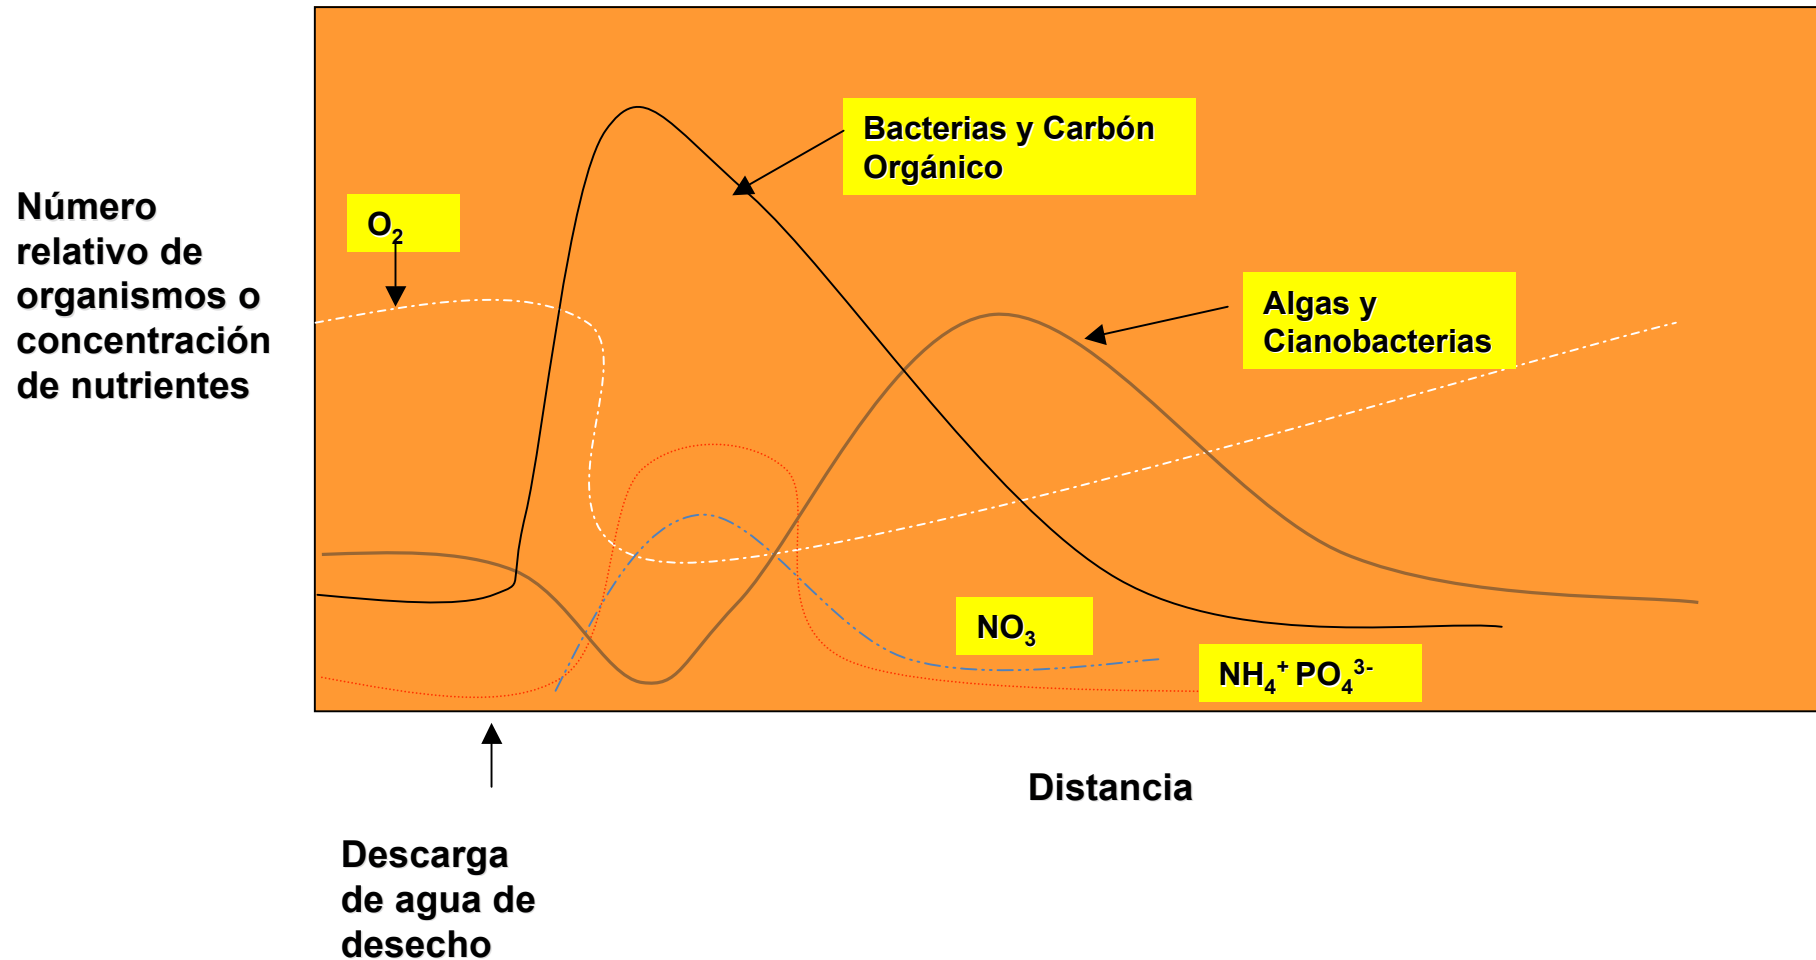 Número
relativo de
organismos o
concentración
de nutrientes
O₂
Bacterias y Carbón
Orgánico
Algas y
Cianobacterias
NO₃
NH₄⁺ PO₄³⁻
Distancia
Descarga
de agua de
desecho